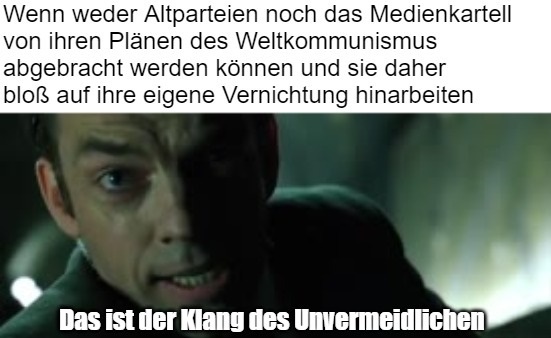 Wenn weder Altparteien noch das Medienkartell
von ihren Plänen des Weltkommunismus
abgebracht werden können und sie daher
bloß auf ihre eigene Vernichtung hinarbeiten
Das ist der Klang des Unvermeidlichen